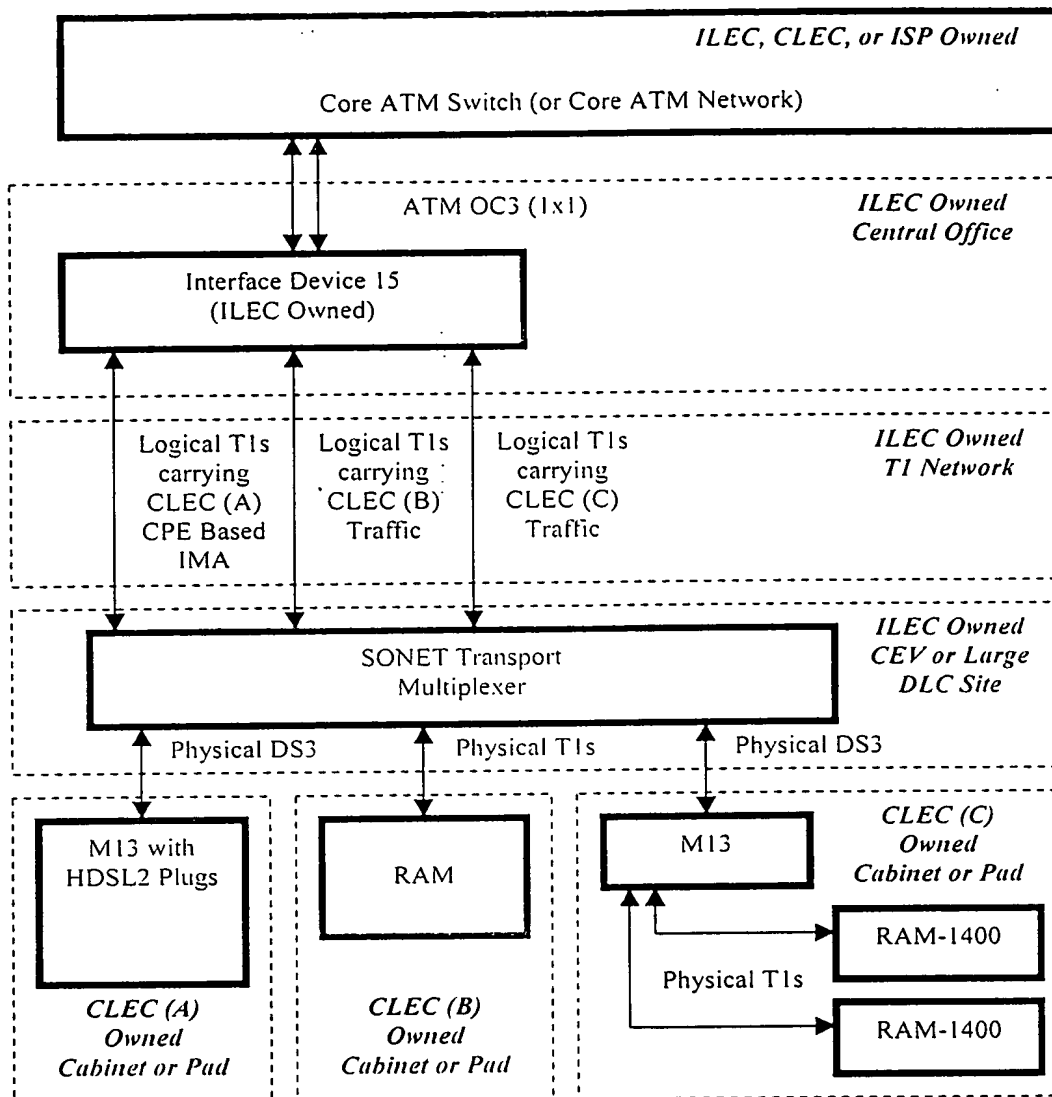 ILEC, CLEC, or ISP Owned
Core ATM Switch (or Core ATM Network)
ATM OC3 (1x1)
ILEC Owned
Central Office
Interface Device 15
(ILEC Owned)
Logical T1s
carrying
CLEC (A)
CPE Based
IMA
Logical T1s
carrying
CLEC (B)
Traffic
Logical T1s
carrying
CLEC (C)
Traffic
ILEC Owned
T1 Network
SONET Transport
Multiplexer
ILEC Owned
CEV or Large
DLC Site
Physical DS3
Physical T1s
Physical DS3
M13 with
HDSL2 Plugs
CLEC (A)
Owned
Cabinet or Pad
RAM
CLEC (B)
Owned
Cabinet or Pad
M13
CLEC (C)
Owned
Cabinet or Pad
RAM-1400
Physical T1s
RAM-1400